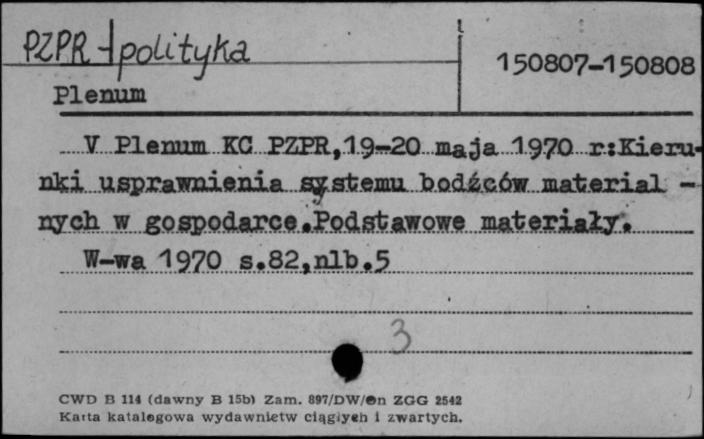 PZPR - polityka
150807-150808
Plenum
V Plenum KC PZPR,19-20 maja 1970 r:Kieru-
nki usprawnienia systemu bodźców material -
nych w gospodarce.Podstawowe materiały.
W-wa 1970 s.82,nlb.5
3
CWD B 114 (dawny B 15b) Zam. 897/DW/On ZGG 2542
Karta katalogowa wydawnictw ciągłych i zwartych.